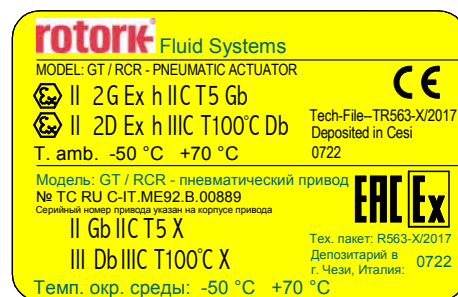 rotork Fluid Systems
MODEL: GT / RCR - PNEUMATIC ACTUATOR
CE
Ex II 2G Ex h IIC T5 Gb
Ex II 2D Ex h IIIC T100°C Db
Tech-File--TR563-X/2017
Deposited in Cesi
T. amb. -50 °C +70 °C
0722
Модель: GT / RCR - пневматический привод
№ TC RU C-IT.ME92.B.00889
Серийный номер привода указан на корпусе привода
EAC Ex
II Gb IIC T5 X
III Db IIIC T100°C X
Тех. пакет: R563-X/2017
Депозитарий в
г. Чези, Италия: 0722
Темп. окр. среды: -50 °C +70 °C